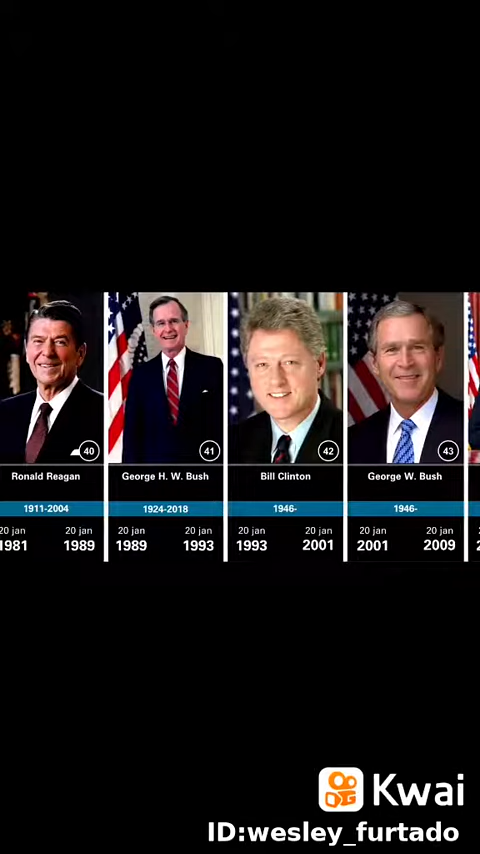 40
41
42
43
Ronald Reagan
George H. W. Bush
Bill Clinton
George W. Bush
1911-2004
1924-2018
1946-
1946-
20 jan 20 jan
1981 1989
20 jan 20 jan
1989 1993
20 jan 20 jan
1993 2001
20 jan 20 jan
2001 2009
Kwai
ID:wesley_furtado